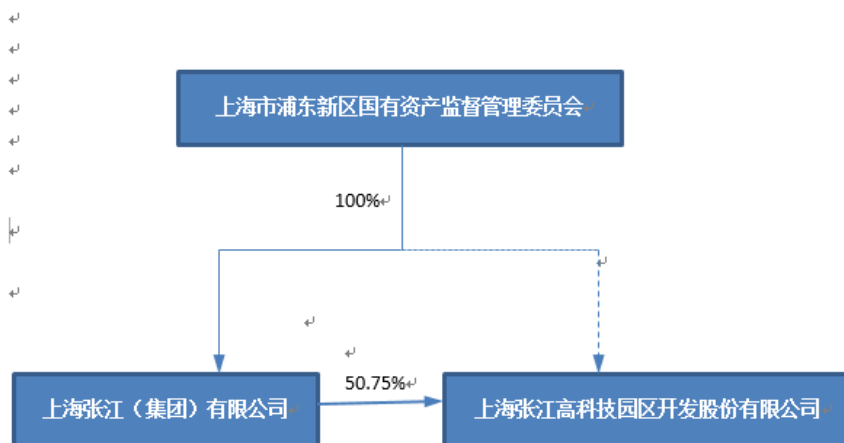 上海市浦东新区国有资产监督管理委员会
100%
50.75%
上海张江（集团）有限公司
上海张江高科技园区开发股份有限公司